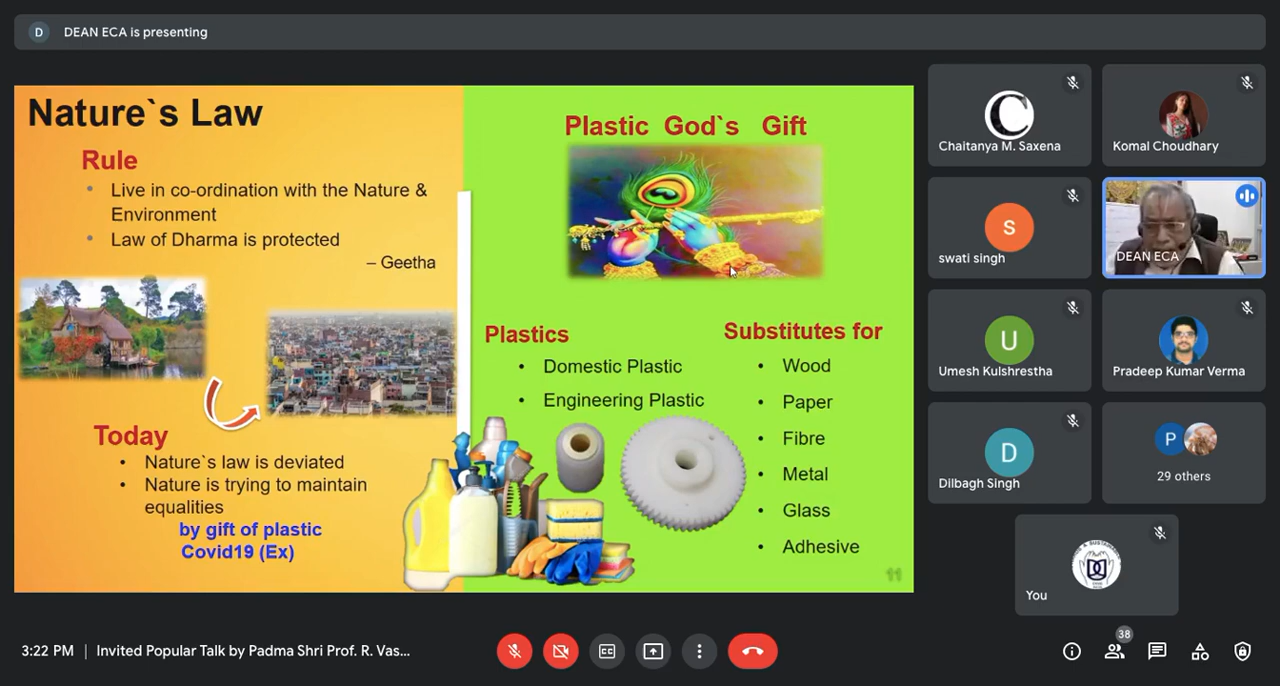 D DEAN ECA is presenting
Nature`s Law
Rule
• Live in co-ordination with the Nature &
Environment
• Law of Dharma is protected
– Geetha
Today
• Nature`s law is deviated
• Nature is trying to maintain
equalities
by gift of plastic
Covid19 (Ex)
Plastic God`s Gift
Plastics
• Domestic Plastic
• Engineering Plastic
Substitutes for
• Wood
• Paper
• Fibre
• Metal
• Glass
• Adhesive
11
C
Chaitanya M. Saxena
Komal Choudhary
s
swati singh
DEAN ECA
U
Umesh Kulshrestha
Pradeep Kumar Verma
D
Dilbagh Singh
P
29 others
You
3:22 PM | Invited Popular Talk by Padma Shri Prof. R. Vas...
CC
38